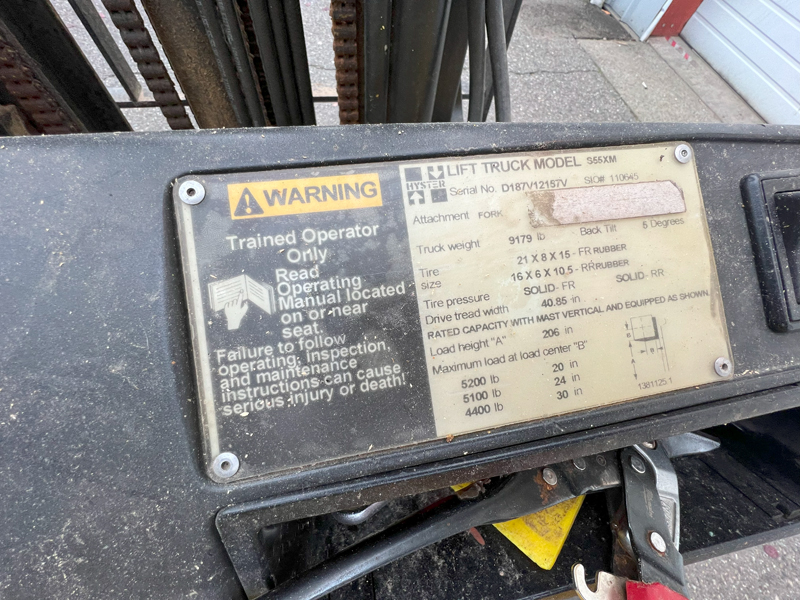 WARNING
Trained Operator
Only
Read
Operating
Manual located
on or near
seat.
Failure to follow
operating, inspection,
and maintenance
instructions can cause
serious injury or death!
HYSTER
LIFT TRUCK MODEL S55XM
Serial No. D187V12157V SIO# 110645
Attachment FORK
Truck weight 9179 lb Back Tilt 5 Degrees
Tire size 21 X 8 X 15 - FR RUBBER
16 X 6 X 10.5 - RR RUBBER
Tire pressure SOLID - FR SOLID - RR
Drive tread width 40.85 in
RATED CAPACITY WITH MAST VERTICAL AND EQUIPPED AS SHOWN.
Load height "A" 206 in
Maximum load at load center "B"
5200 lb 20 in
5100 lb 24 in
4400 lb 30 in
B
A
1381125 1